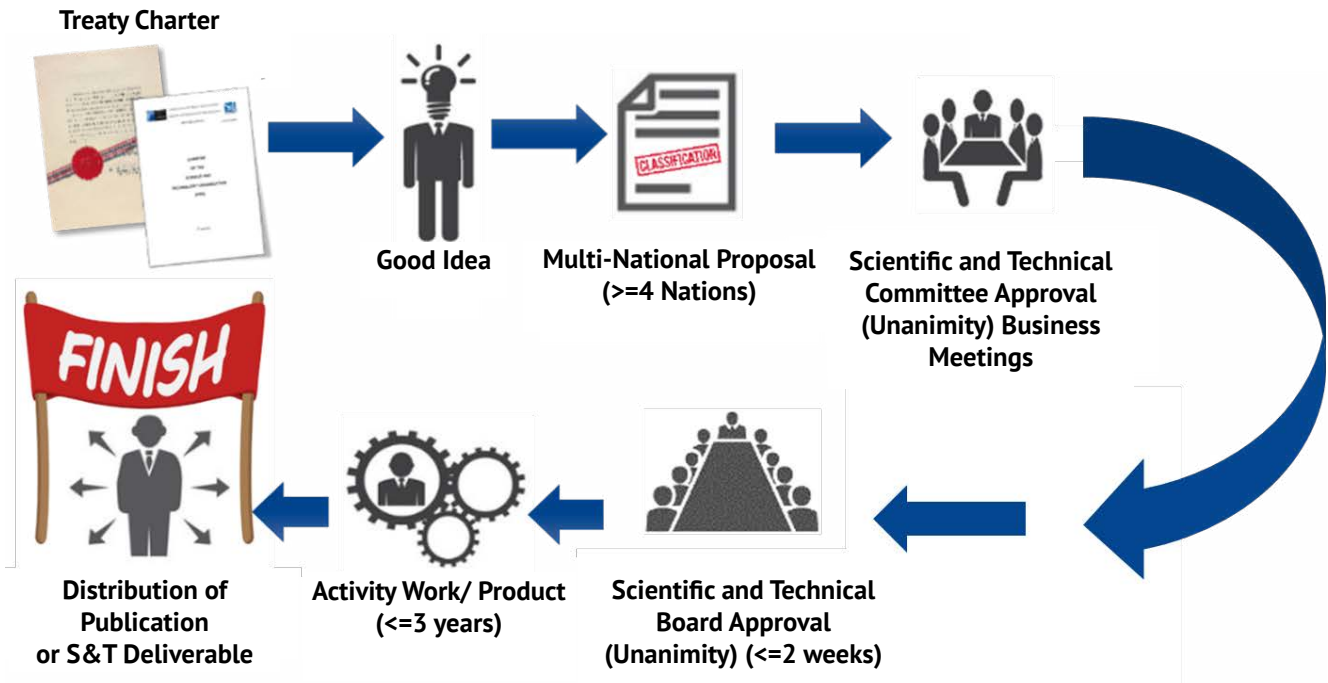 Treaty Charter
CLASSIFICATION
Good Idea
Multi-National Proposal
(>=4 Nations)
Scientific and Technical
Committee Approval
(Unanimity) Business
Meetings
FINISH
Distribution of
Publication
or S&T Deliverable
Activity Work/ Product
(<=3 years)
Scientific and Technical
Board Approval
(Unanimity) (<=2 weeks)